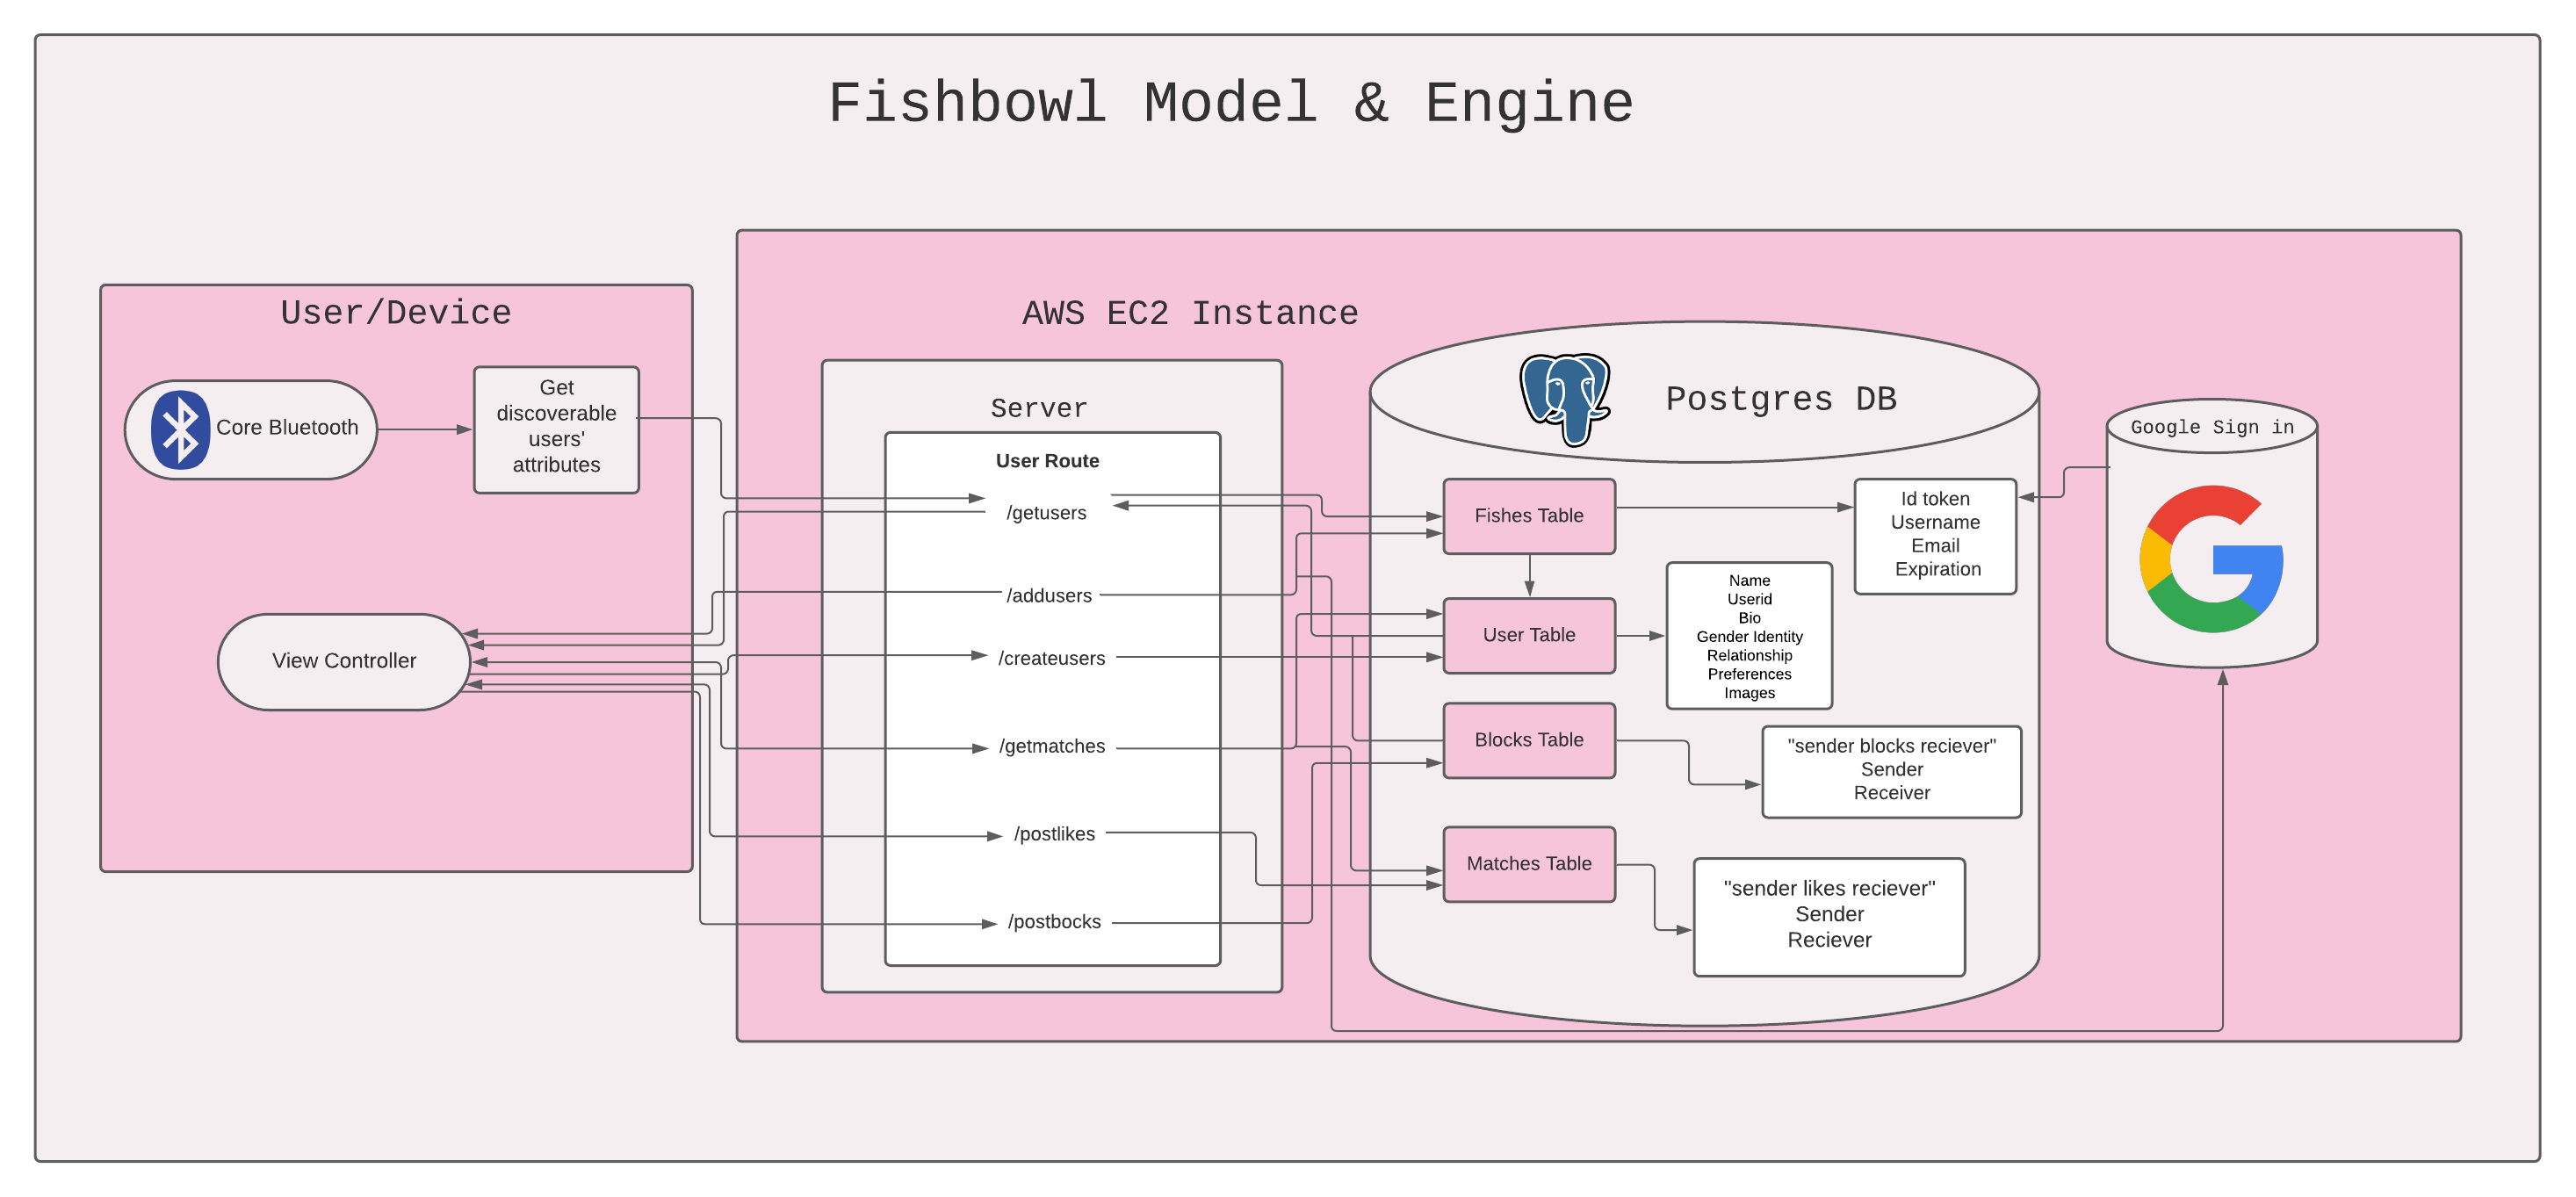 Fishbowl Model & Engine
User/Device
Core Bluetooth
Get
discoverable
users'
attributes
View Controller
AWS EC2 Instance
Server
User Route
/getusers
/addusers
/createusers
/getmatches
/postlikes
/postbocks
Postgres DB
Fishes Table
User Table
Blocks Table
Matches Table
Id token
Username
Email
Expiration
Name
Userid
Bio
Gender Identity
Relationship
Preferences
Images
"sender blocks reciever"
Sender
Receiver
"sender likes reciever"
Sender
Reciever
Google Sign in